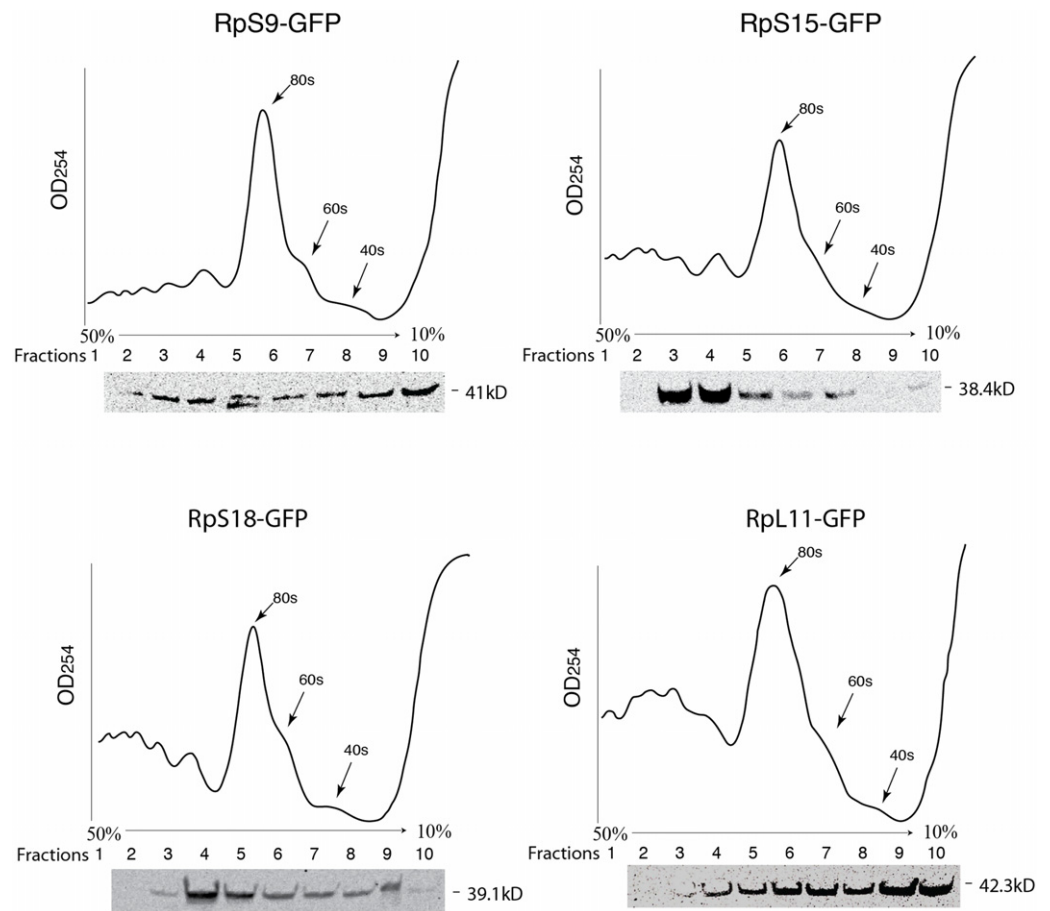 RpS9-GFP
80s
60s
40s
OD254
50% 10%
Fractions 1 2 3 4 5 6 7 8 9 10
41kD
RpS15-GFP
80s
60s
40s
OD254
50% 10%
Fractions 1 2 3 4 5 6 7 8 9 10
38.4kD
RpS18-GFP
80s
60s
40s
OD254
50% 10%
Fractions 1 2 3 4 5 6 7 8 9 10
39.1kD
RpL11-GFP
80s
60s
40s
OD254
50% 10%
Fractions 1 2 3 4 5 6 7 8 9 10
42.3kD